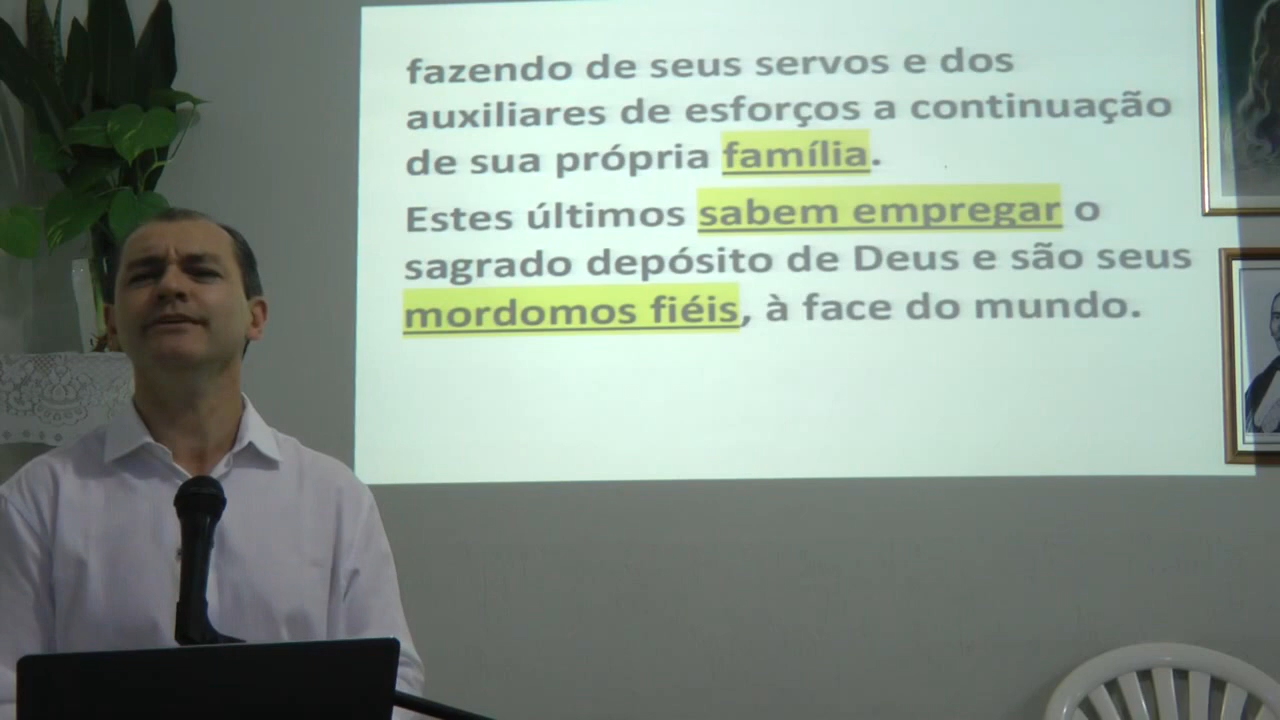 fazendo de seus servos e dos
auxiliares de esforços a continuação
de sua própria família.
Estes últimos sabem empregar o
sagrado depósito de Deus e são seus
mordomos fiéis, à face do mundo.